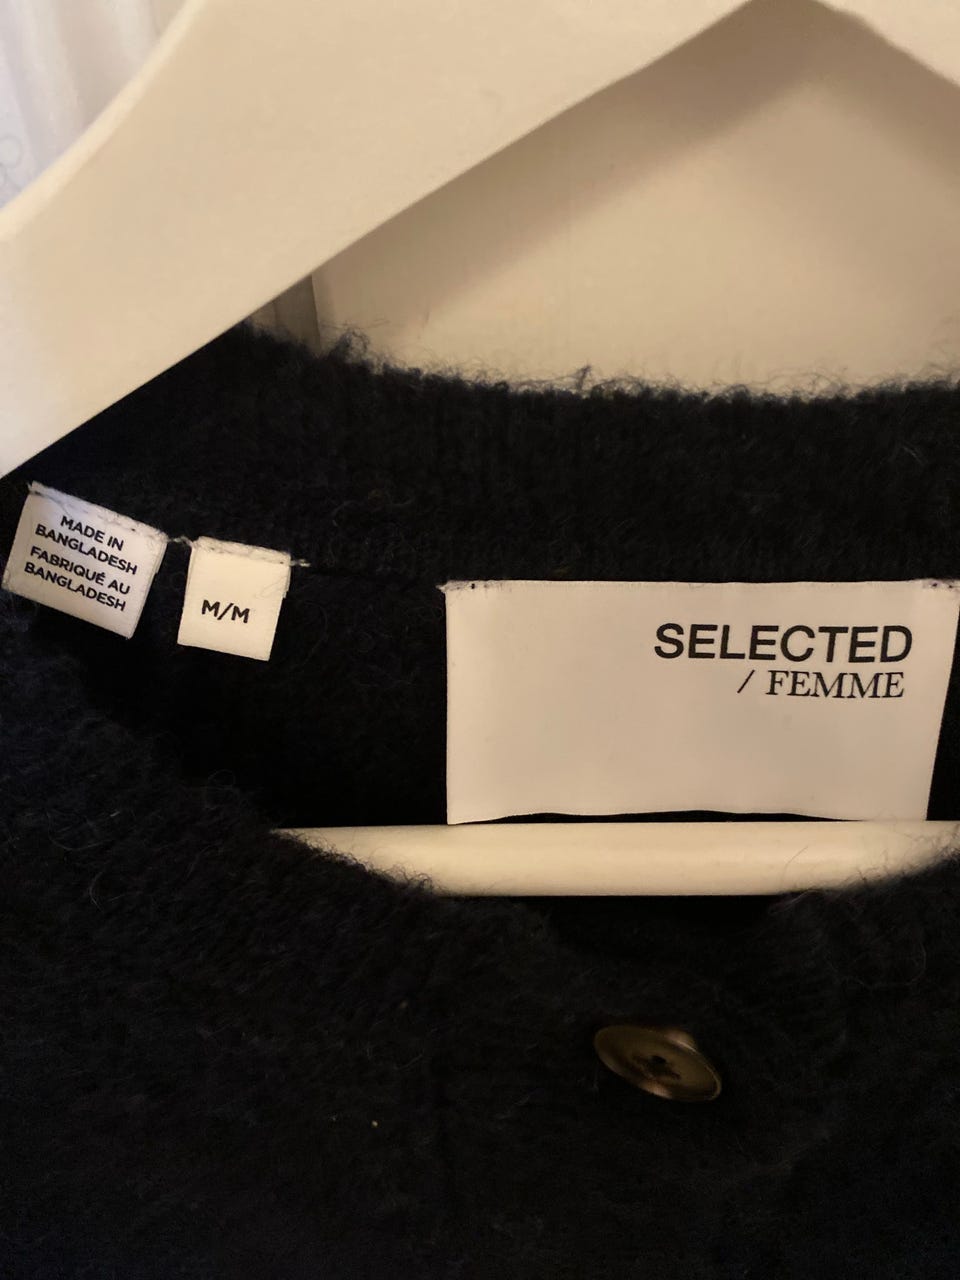 MADE IN
BANGLADESH
FABRIQUÉ AU
BANGLADESH
M/M
SELECTED
/ FEMME